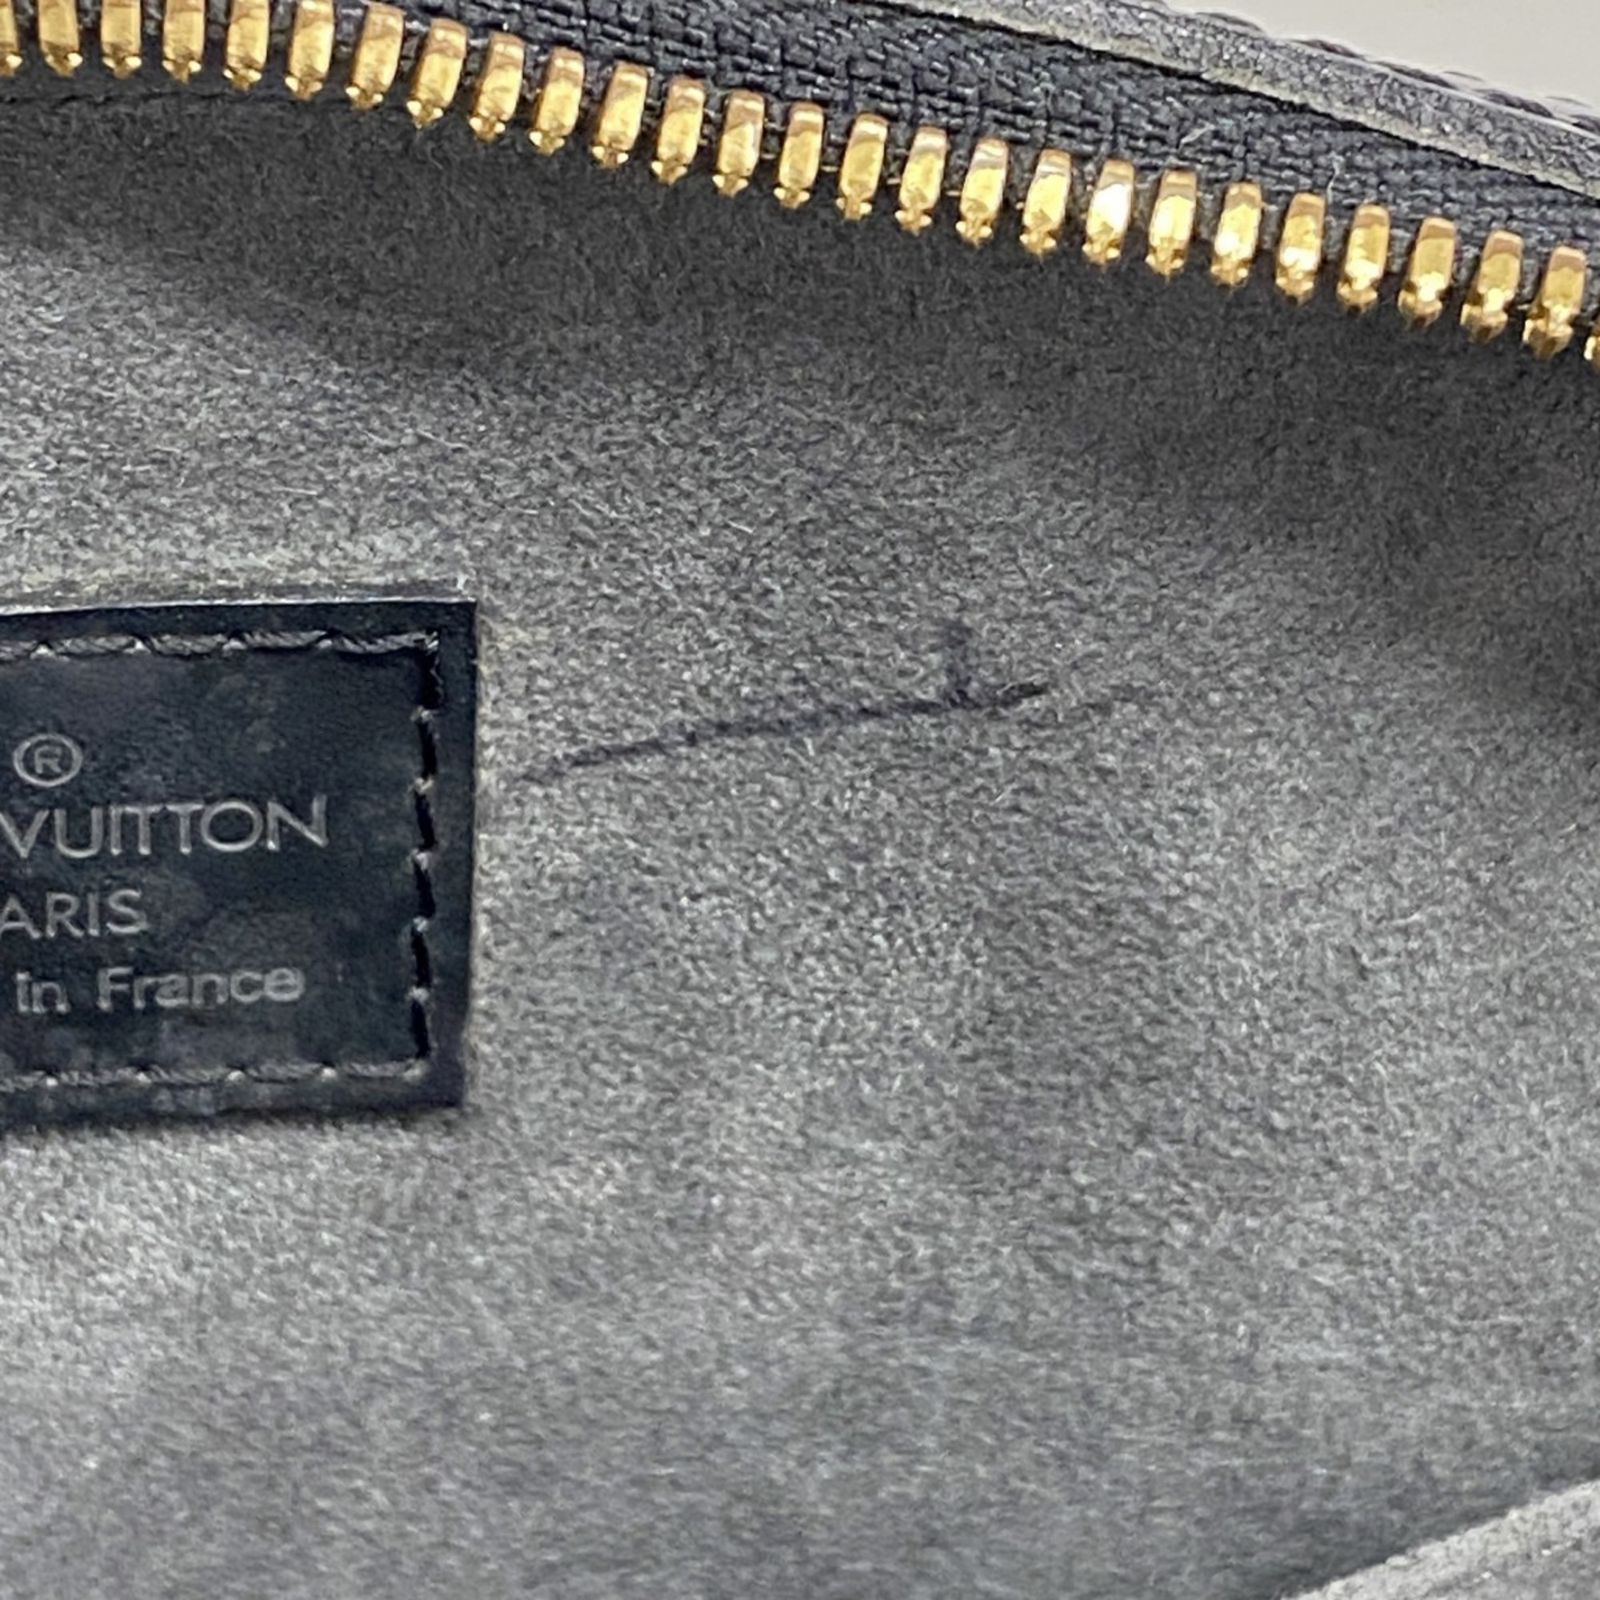 ®
VUITTON
ARIS
in France